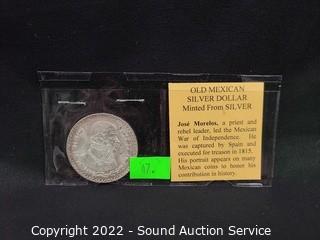 OLD MEXICAN
SILVER DOLLAR
Minted From SILVER
José Morelos, a priest and
rebel leader, led the Mexican
War of Independence. He
was captured by Spain and
executed for treason in 1815.
His portrait appears on many
Mexican coins to honor his
contribution in history.
Copyright 2022 - Sound Auction Service